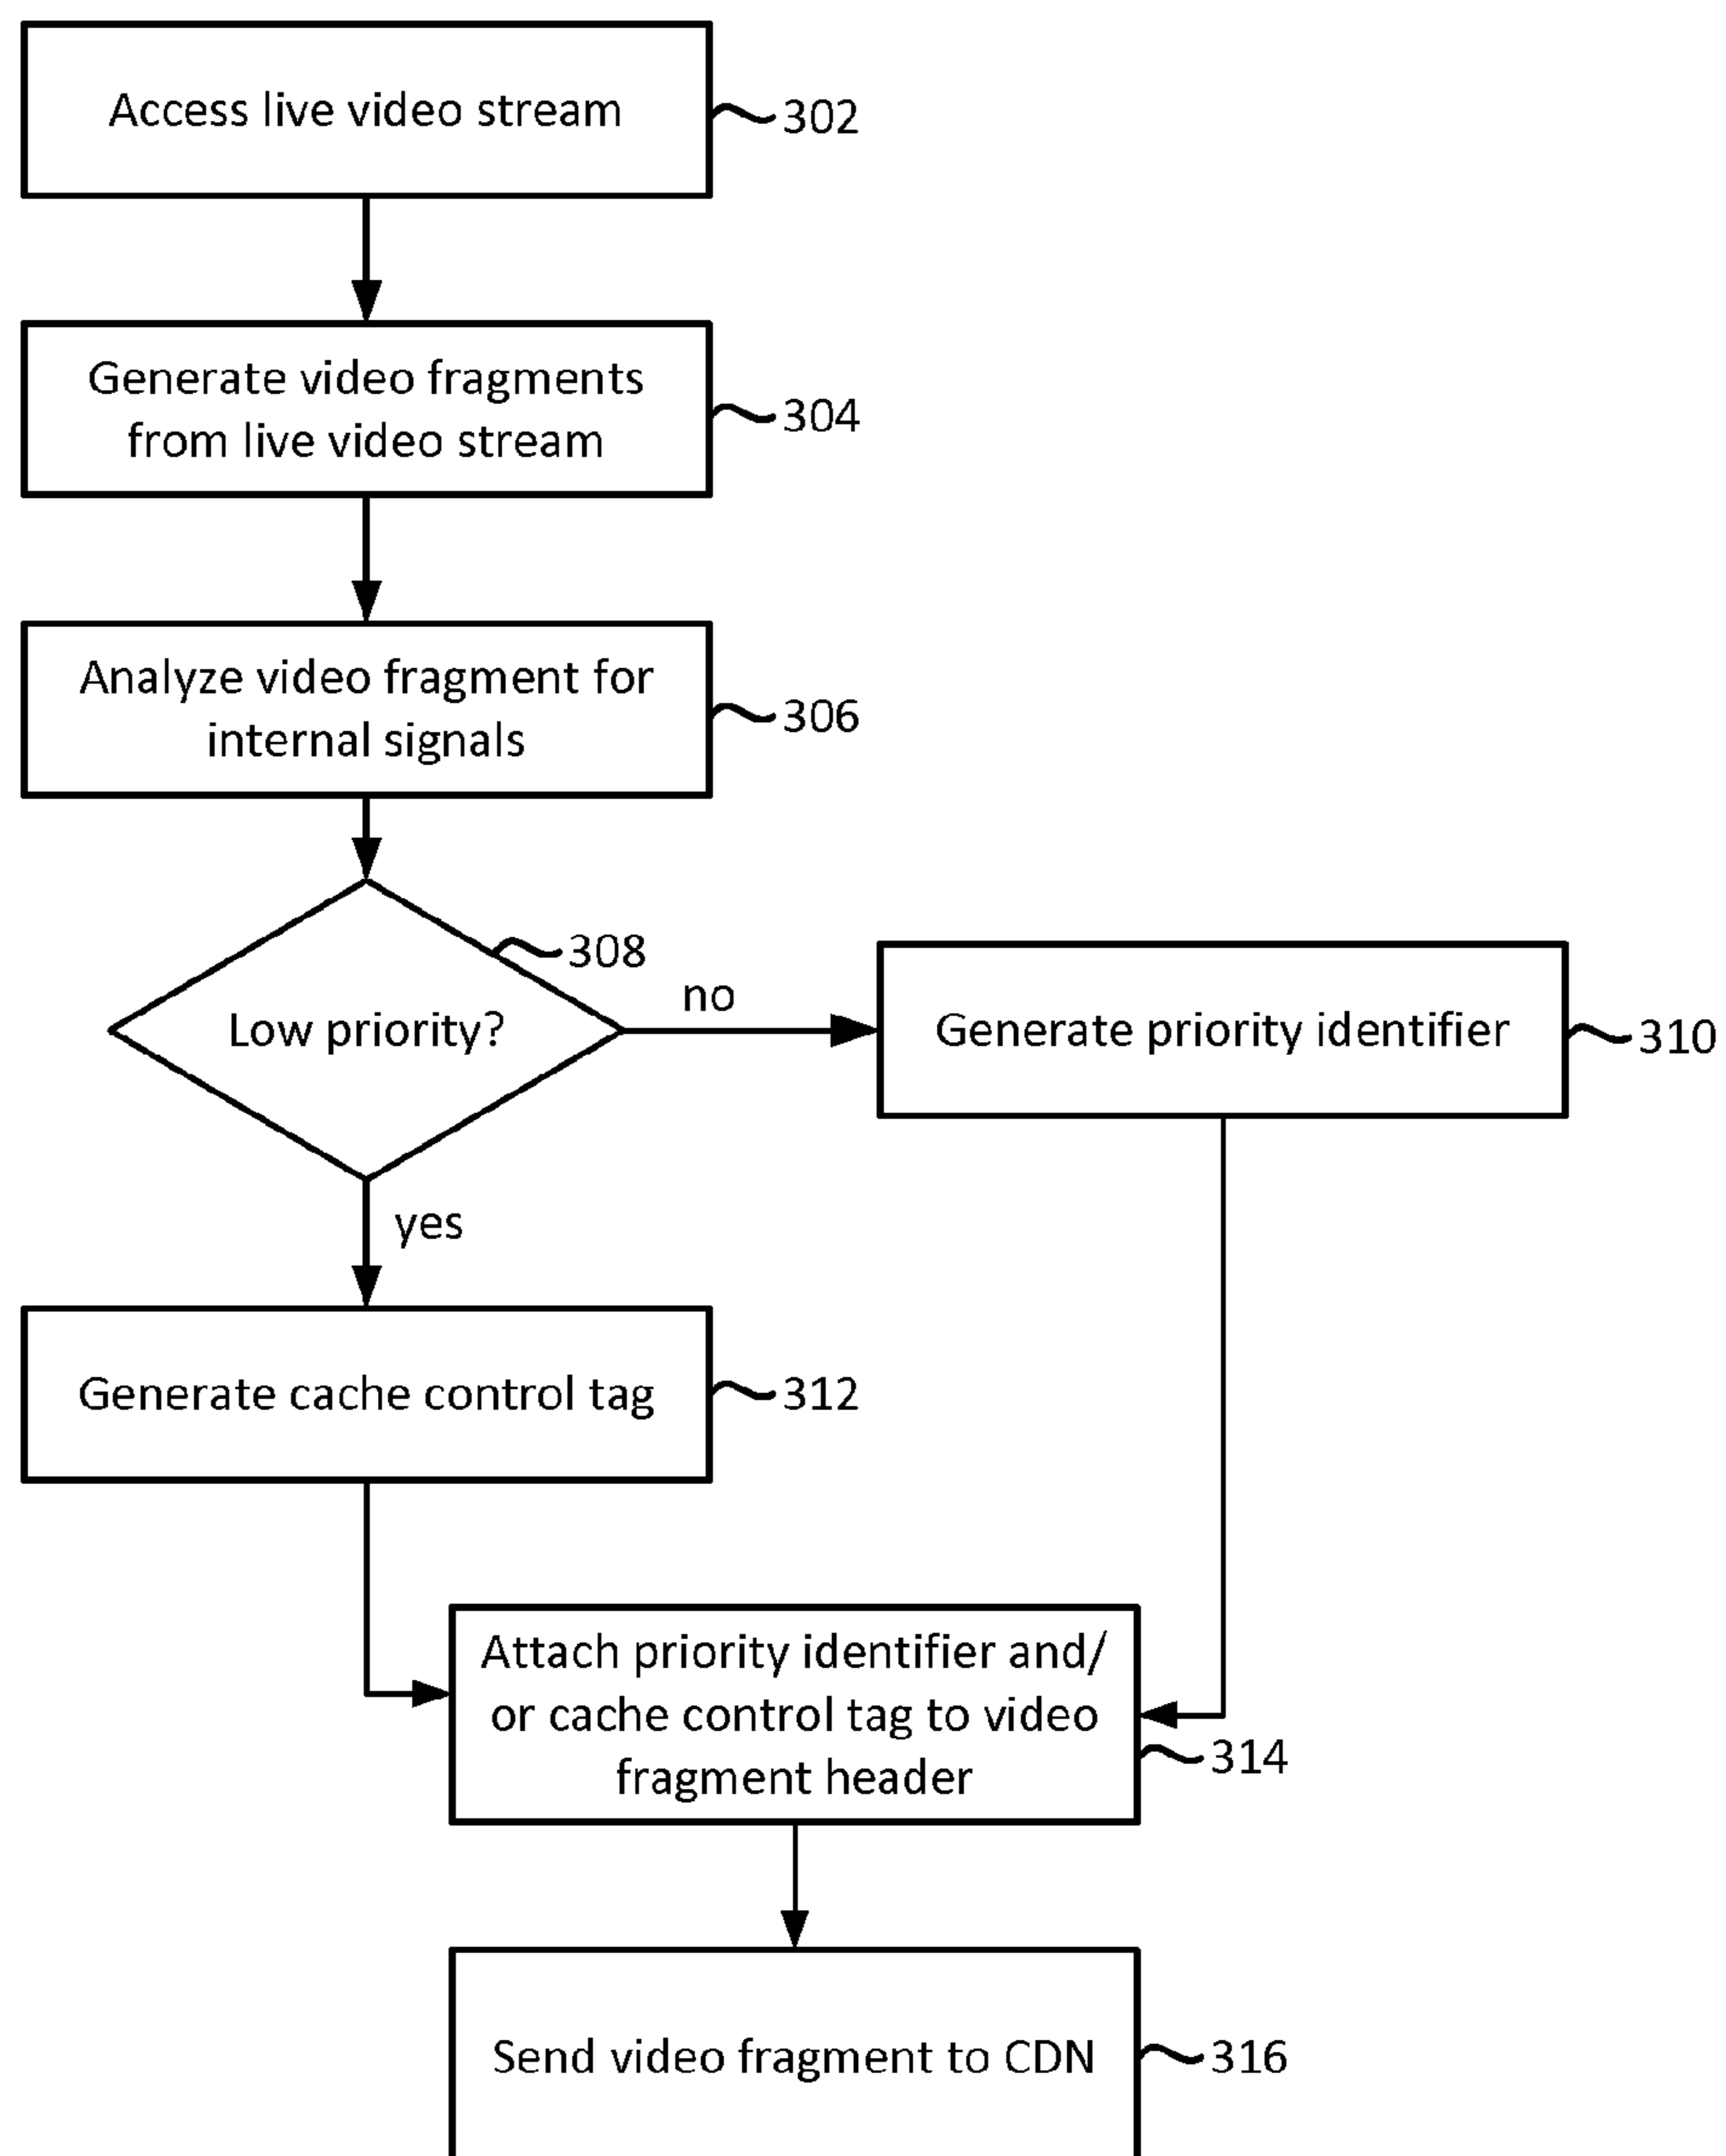 Access live video stream
302
Generate video fragments
from live video stream
304
Analyze video fragment for
internal signals
306
308
Low priority?
no
Generate priority identifier
310
yes
Generate cache control tag
312
Attach priority identifier and/
or cache control tag to video
fragment header
314
Send video fragment to CDN
316